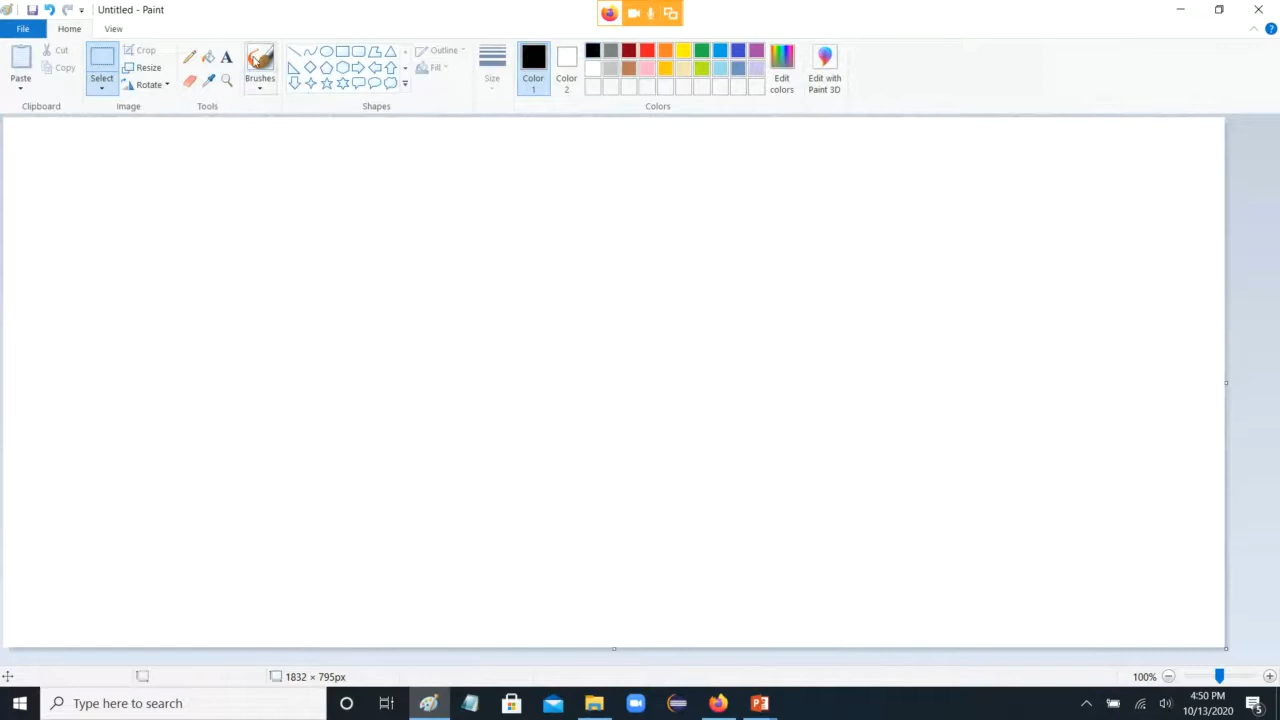 Untitled - Paint
File Home View
Paste
Cut
Copy
Clipboard
Select
Crop
Resize
Rotate
Image
A
Tools
Brushes
Shapes
Outline
Fill
Size
Color 1
Color 2
Colors
Edit colors
Edit with Paint 3D
1832 × 795px
100%
Type here to search
4:50 PM
10/13/2020
5